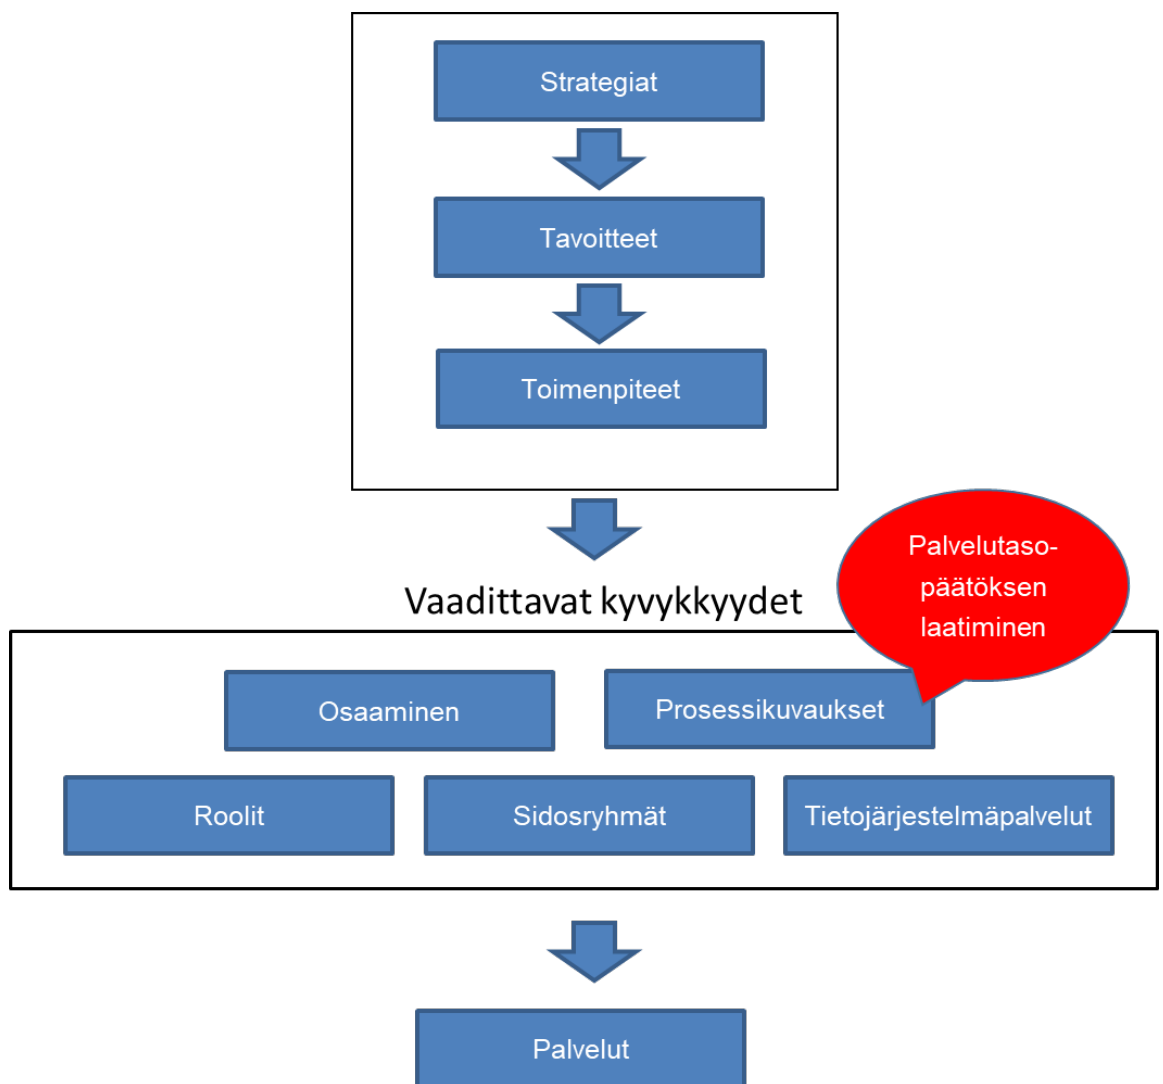 Strategiat
Tavoitteet
Toimenpiteet
Palvelutaso-
päätöksen
laatiminen
Vaadittavat kyvykkyydet
Osaaminen
Prosessikuvaukset
Roolit
Sidosryhmät
Tietojärjestelmäpalvelut
Palvelut